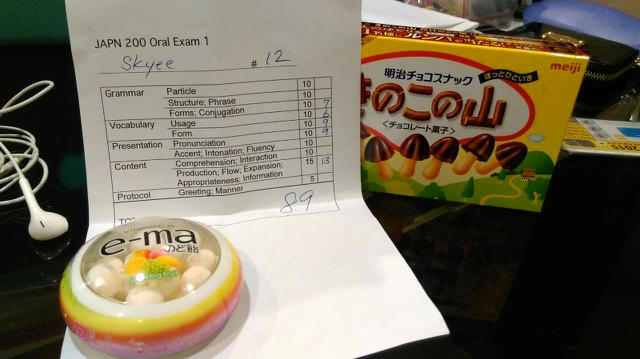 JAPN 200 Oral Exam 1
Skyee # 12
Grammar Particle 10
Structure; Phrase 10 7
Forms; Conjugation 10 6
Vocabulary Usage 10 9
Form 10 9
Presentation Pronunciation 10
Accent; Intonation; Fluency 10
Content Comprehension; Interaction 10
Production; Flow; Expansion; 15 13
Appropriateness; Information
Protocol Greeting; Manner 5
89
e-ma
のど飴
明治チョコスナック
ほっとひといき
meiji
きのこの山
<チョコレート菓子>
2015